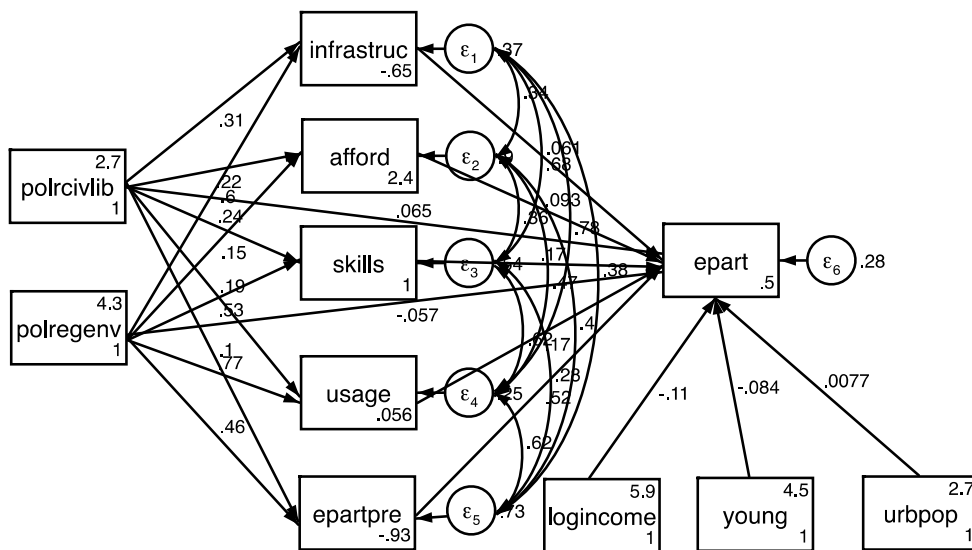 infrastruc
-.65
ε1
.37
.31
.34
.061
.68
2.7
polrcivlib
1
afford
2.4
ε2
.22
.6
.24
.093
.36
.78
.065
.15
skills
1
ε3
.17
.38
.47
epart
.5
ε6
.28
4.3
polregenv
1
.19
.53
-.057
.4
.1
.77
usage
.056
ε4
.25
.62
.17
.23
.52
-.11
-.084
.0077
.46
.62
epartpre
-.93
ε5
.73
5.9
logincome
1
4.5
young
1
2.7
urbpop
1